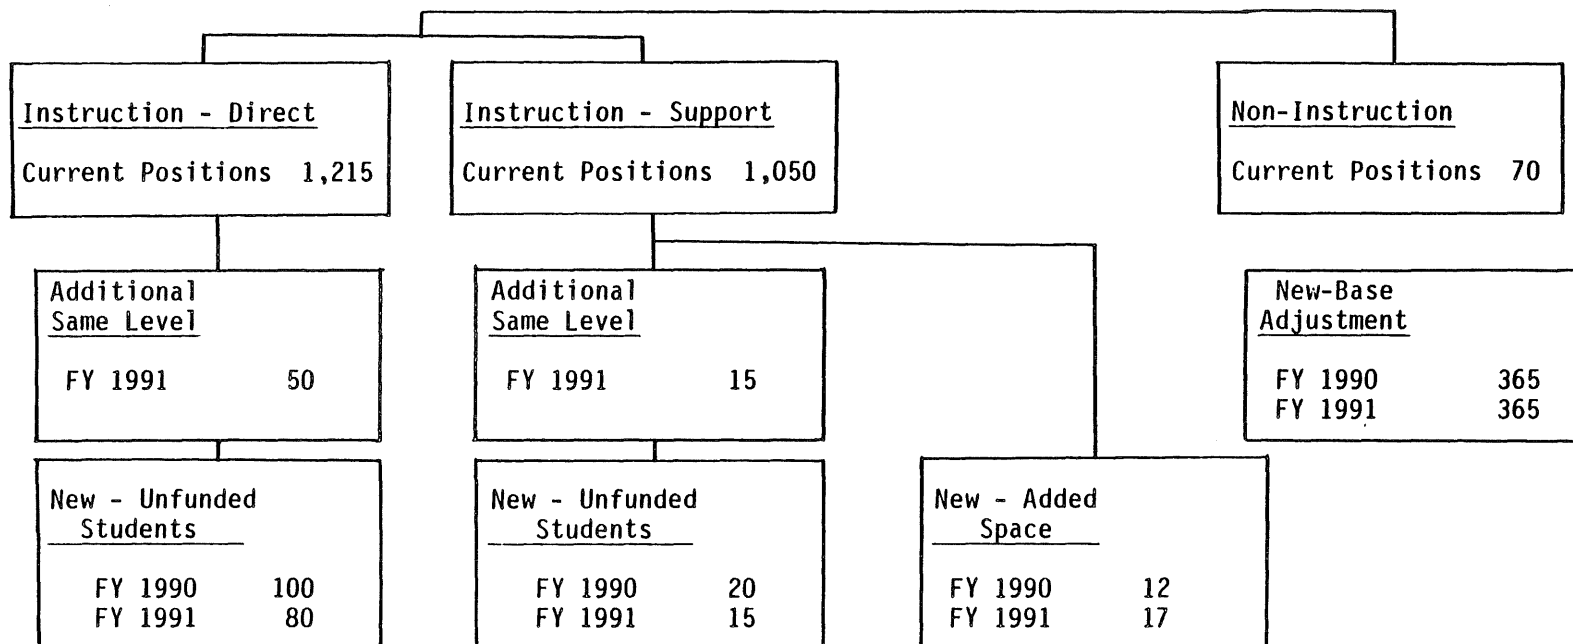 Instruction - Direct
Current Positions 1,215
Instruction - Support
Current Positions 1,050
Non-Instruction
Current Positions 70
Additional
Same Level
FY 1991 50
Additional
Same Level
FY 1991 15
New-Base
Adjustment
FY 1990 365
FY 1991 365
New - Unfunded
Students
FY 1990 100
FY 1991 80
New - Unfunded
Students
FY 1990 20
FY 1991 15
New - Added
Space
FY 1990 12
FY 1991 17